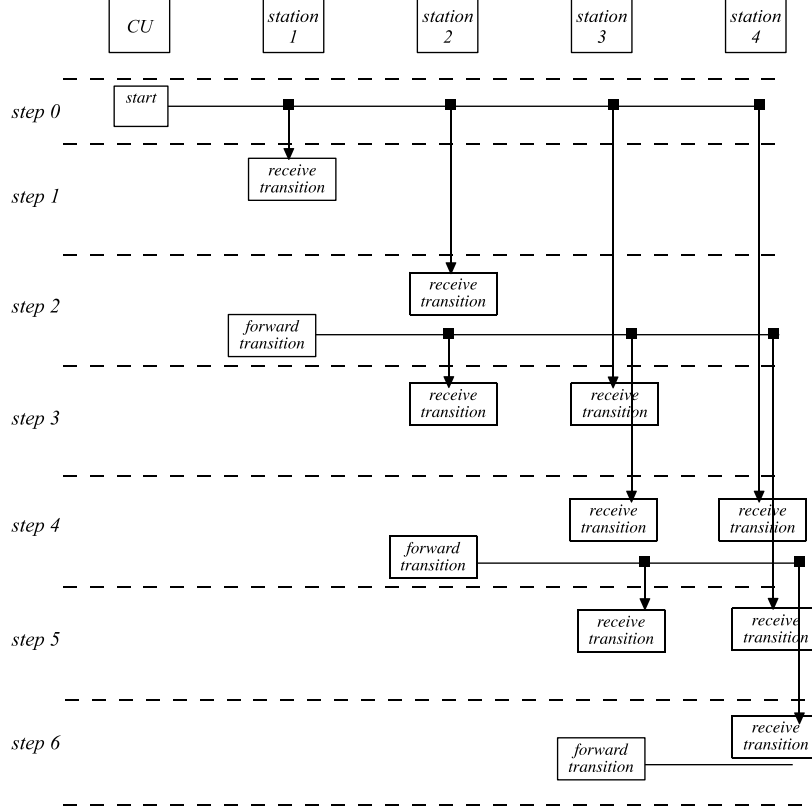 CU
station
1
station
2
station
3
station
4
step 0
start
step 1
receive
transition
step 2
receive
transition
forward
transition
step 3
receive
transition
receive
transition
step 4
receive
transition
receive
transition
forward
transition
step 5
receive
transition
receive
transition
step 6
receive
transition
forward
transition